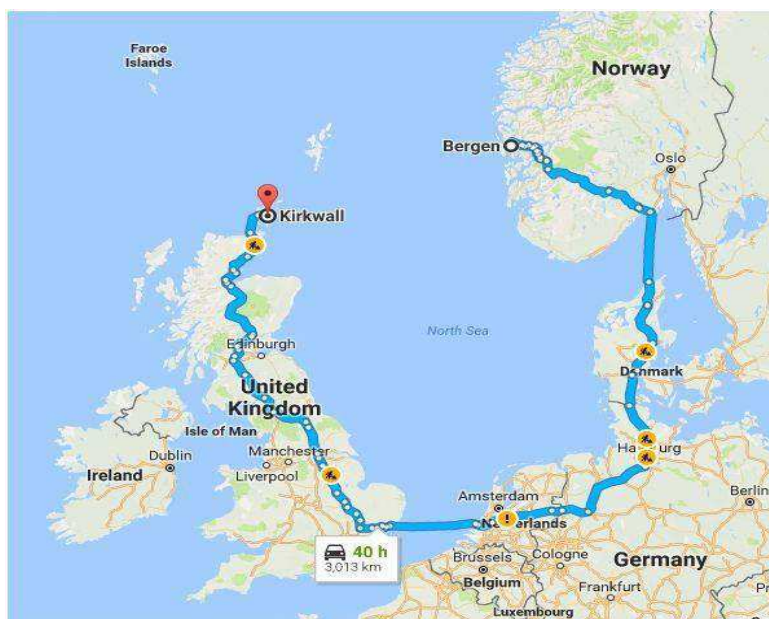 Faroe
Islands
Norway
Bergen
Oslo
Kirkwall
North Sea
Edinburgh
United
Kingdom
Isle of Man
Denmark
Hamburg
Dublin
Manchester
Ireland
Liverpool
Amsterdam
Netherlands
Berlin
40 h
3,013 km
Brussels
Cologne
Germany
Belgium
Frankfurt
Luxembourg